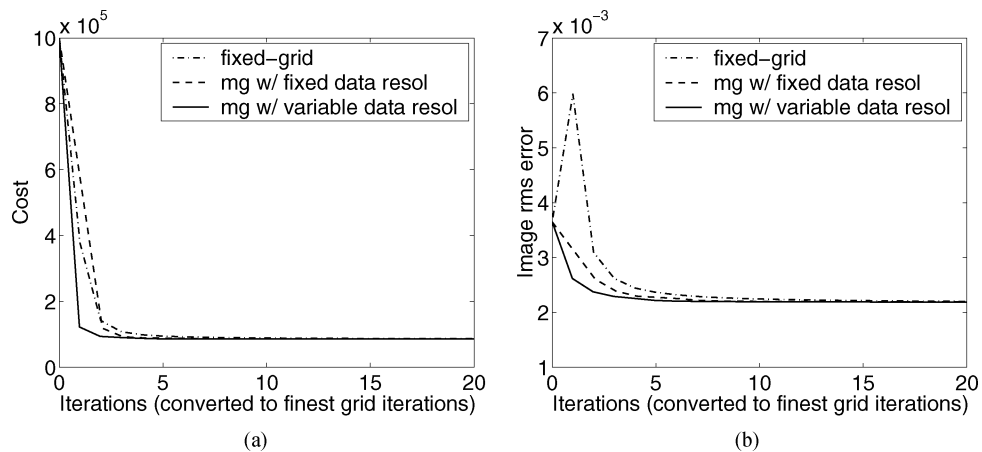 x 10⁵
10
8
6
4
2
0
Cost
fixed−grid
mg w/ fixed data resol
mg w/ variable data resol
0 5 10 15 20
Iterations (converted to finest grid iterations)
(a)
x 10⁻³
7
6
5
4
3
2
1
Image rms error
fixed−grid
mg w/ fixed data resol
mg w/ variable data resol
0 5 10 15 20
Iterations (converted to finest grid iterations)
(b)